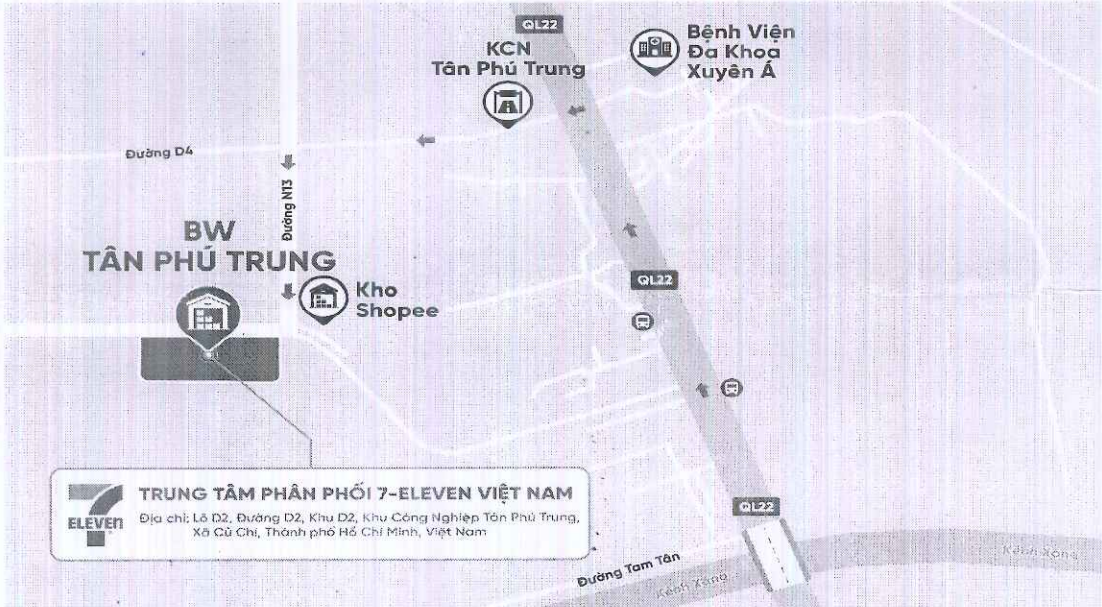 QL22
KCN
Tân Phú Trung
Bệnh Viện
Đa Khoa
Xuyên Á
Đường D4
Đường N13
BW
TÂN PHÚ TRUNG
Kho
Shopee
QL22
7
ELEVEn
TRUNG TÂM PHÂN PHỐI 7-ELEVEN VIỆT NAM
Địa chỉ: Lô D2, Đường D2, Khu D2, Khu Công Nghiệp Tân Phú Trung,
Xã Củ Chi, Thành phố Hồ Chí Minh, Việt Nam
QL22
Đường Tam Tân
Kênh Xáng
Kênh Xáng